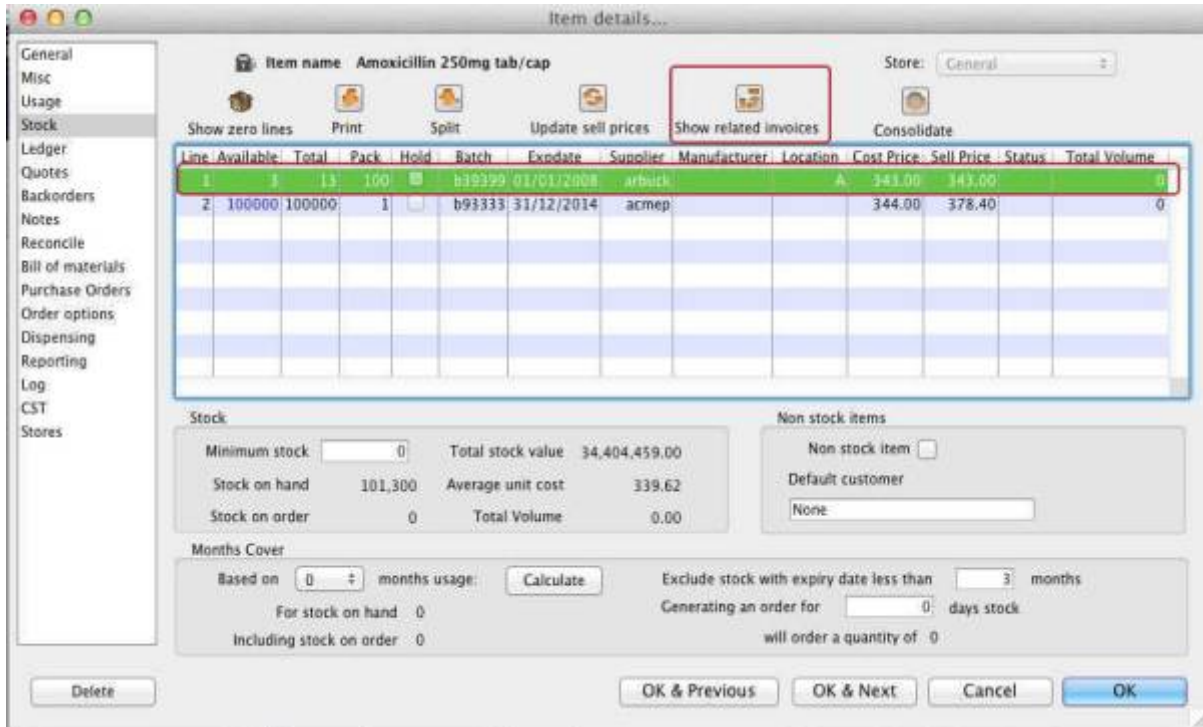 Item details...
General
Misc
Usage
Stock
Ledger
Quotes
Backorders
Notes
Reconcile
Bill of materials
Purchase Orders
Order options
Dispensing
Reporting
Log
CST
Stores
Item name Amoxicillin 250mg tab/cap
Store: General
Show zero lines Print Split Update sell prices Show related invoices Consolidate
Line Available Total Pack Hold Batch Expdate Supplier Manufacturer Location Cost Price Sell Price Status Total Volume
1 3 13 100 b39399 01/01/2008 arbuck A 343.00 343.00 0
2 100000 100000 1 b93333 31/12/2014 acmep 344.00 378.40 0
Stock
Minimum stock 0 Total stock value 34,404,459.00
Stock on hand 101,300 Average unit cost 339.62
Stock on order 0 Total Volume 0.00
Non stock items
Non stock item
Default customer
None
Months Cover
Based on 0 months usage: Calculate Exclude stock with expiry date less than 3 months
For stock on hand 0 Generating an order for 0 days stock
Including stock on order 0 will order a quantity of 0
Delete OK & Previous OK & Next Cancel OK